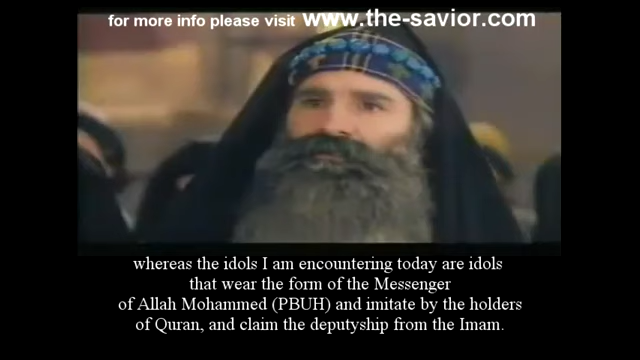 for more info please visit www.the-savior.com
whereas the idols I am encountering today are idols
that wear the form of the Messenger
of Allah Mohammed (PBUH) and imitate by the holders
of Quran, and claim the deputyship from the Imam.